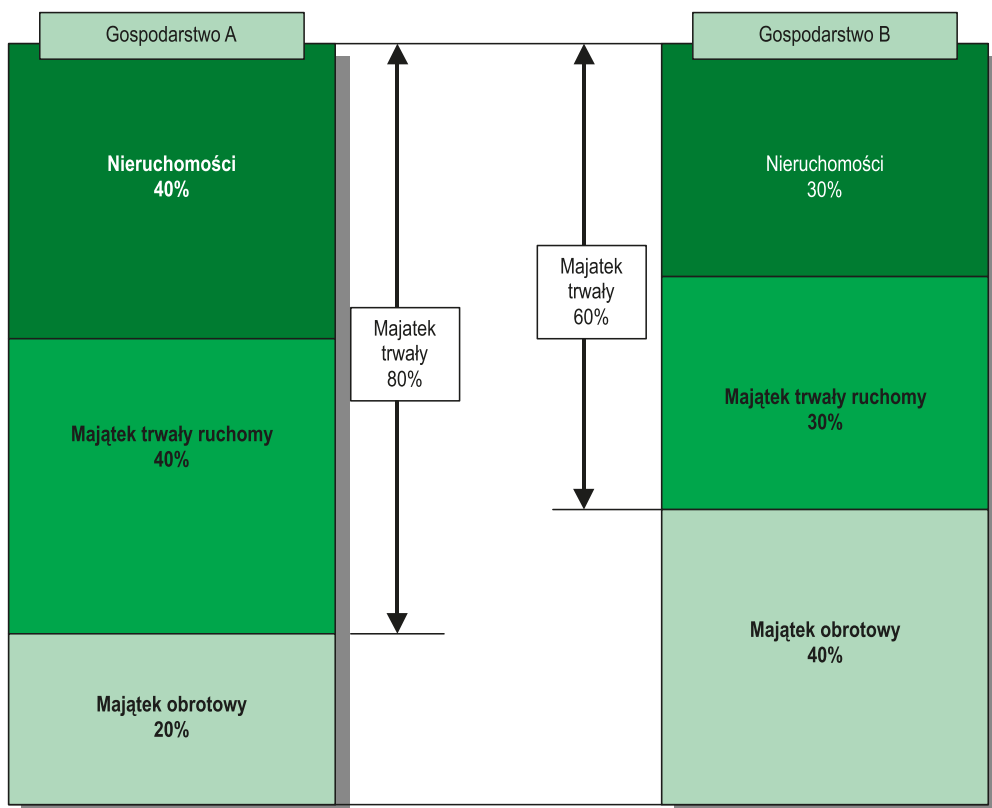 Gospodarstwo A
Gospodarstwo B
Nieruchomości
40%
Nieruchomości
30%
Majatek
trwały
60%
Majatek
trwały
80%
Majątek trwały ruchomy
40%
Majątek trwały ruchomy
30%
Majątek obrotowy
40%
Majątek obrotowy
20%